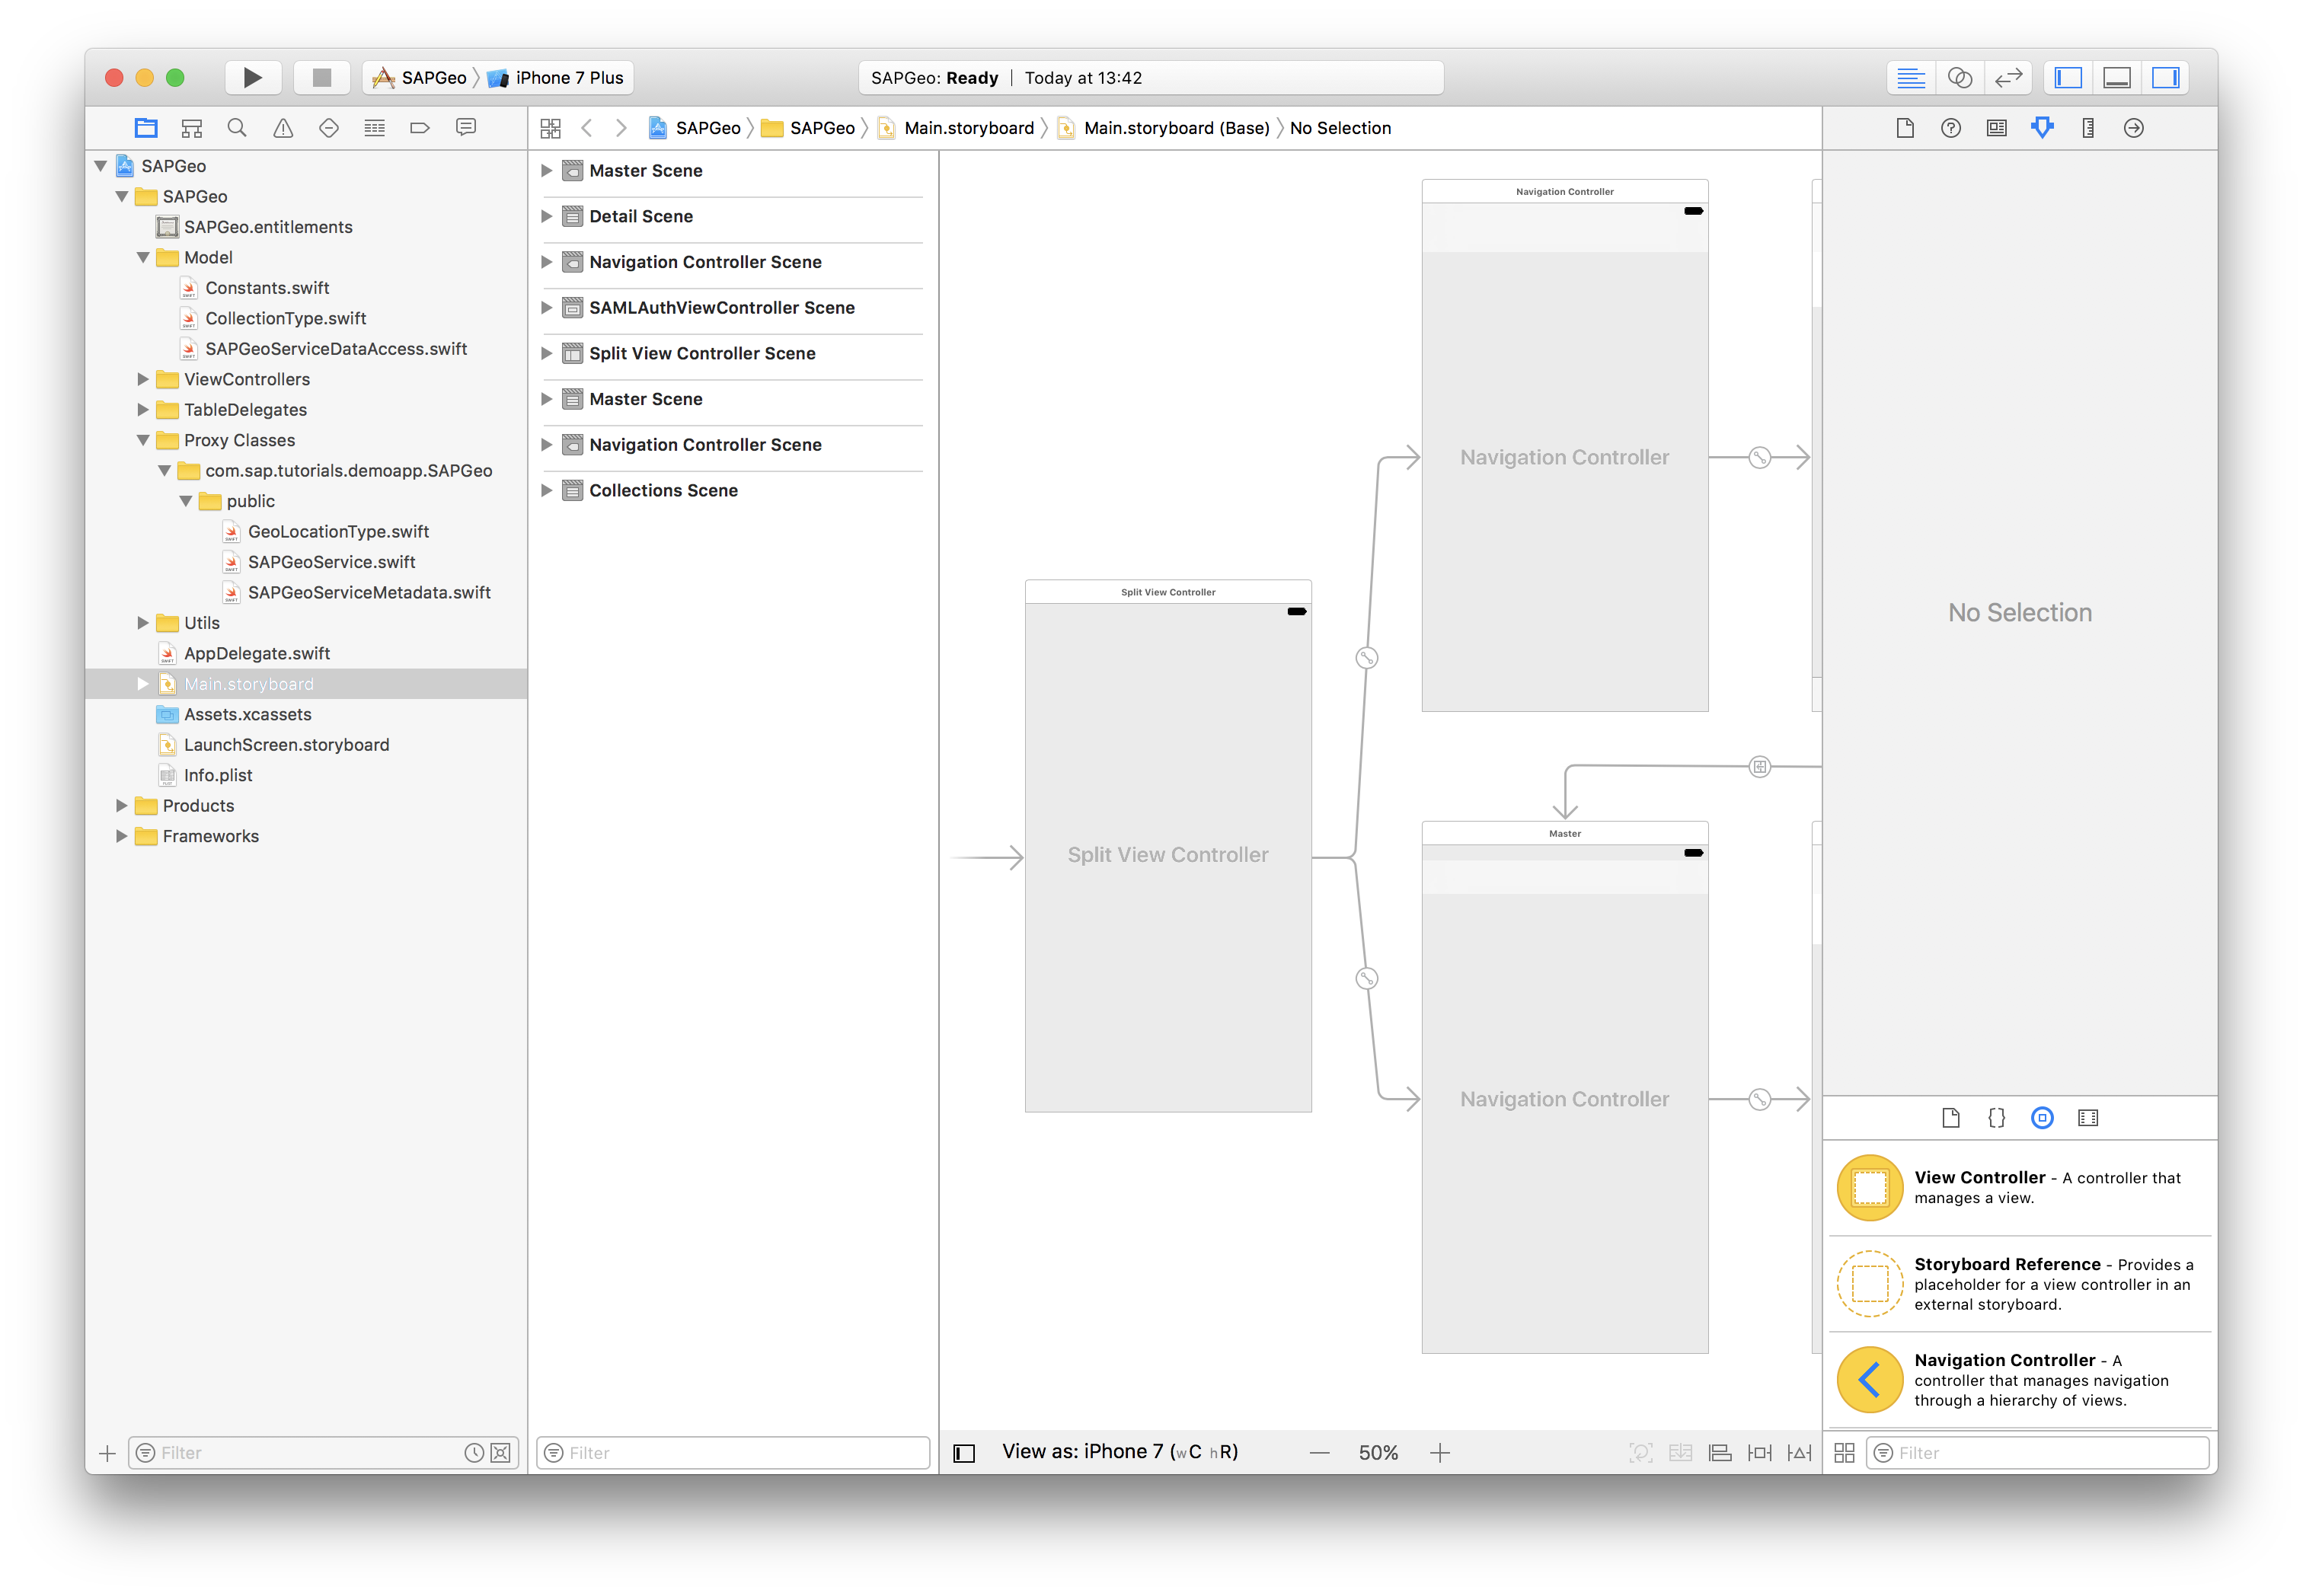 SAPGeo iPhone 7 Plus
SAPGeo: Ready | Today at 13:42
SAPGeo SAPGeo Main.storyboard Main.storyboard (Base) No Selection
SAPGeo
SAPGeo
SAPGeo.entitlements
Model
Constants.swift
CollectionType.swift
SAPGeoServiceDataAccess.swift
ViewControllers
TableDelegates
Proxy Classes
com.sap.tutorials.demoapp.SAPGeo
public
GeoLocationType.swift
SAPGeoService.swift
SAPGeoServiceMetadata.swift
Utils
AppDelegate.swift
Main.storyboard
Assets.xcassets
LaunchScreen.storyboard
Info.plist
Products
Frameworks
Filter
Master Scene
Detail Scene
Navigation Controller Scene
SAMLAuthViewController Scene
Split View Controller Scene
Master Scene
Navigation Controller Scene
Collections Scene
Filter
Split View Controller
Split View Controller
Navigation Controller
Navigation Controller
Master
Navigation Controller
View as: iPhone 7 (wC hR)
50%
No Selection
View Controller - A controller that
manages a view.
Storyboard Reference - Provides a
placeholder for a view controller in an
external storyboard.
Navigation Controller - A
controller that manages navigation
through a hierarchy of views.
Filter